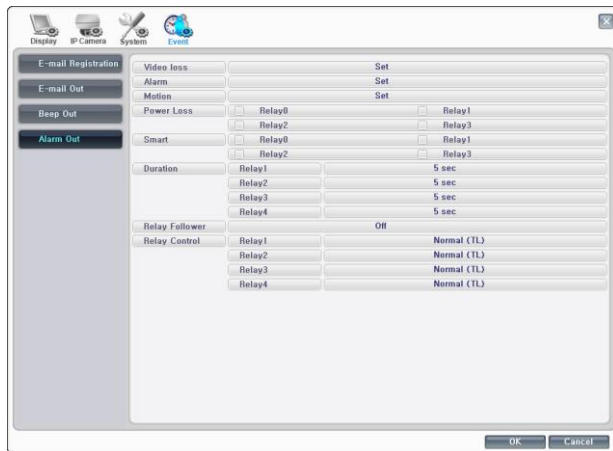 Display IP Camera System Event
E-mail Registration
E-mail Out
Beep Out
Alarm Out
Video loss Set
Alarm Set
Motion Set
Power Loss Relay0 Relay1
Relay2 Relay3
Smart Relay0 Relay1
Relay2 Relay3
Duration Relay1 5 sec
Relay2 5 sec
Relay3 5 sec
Relay4 5 sec
Relay Follower Off
Relay Control Relay1 Normal (TL)
Relay2 Normal (TL)
Relay3 Normal (TL)
Relay4 Normal (TL)
OK Cancel